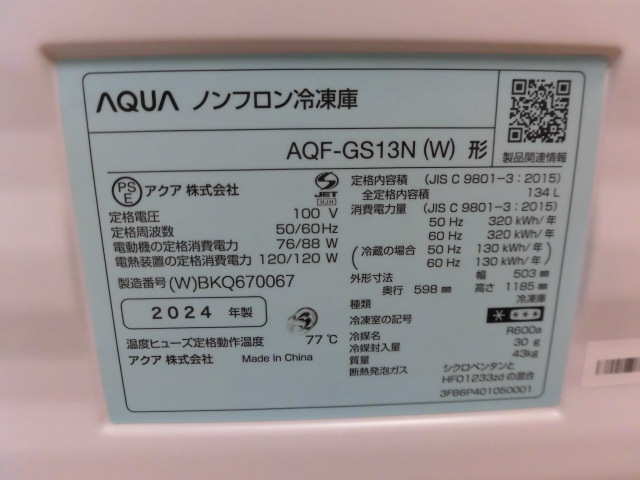 AQUA ノンフロン冷凍庫
AQF-GS13N (W) 形
製品関連情報
PSE アクア 株式会社
JET
定格電圧 100 V
定格周波数 50/60Hz
電動機の定格消費電力 76/88 W
電熱装置の定格消費電力 120/120 W
製造番号(W)BKQ670067
2024 年製
温度ヒューズ定格動作温度 77℃
アクア 株式会社 Made in China
定格内容積 (JIS C 9801-3:2015)
全定格内容積 134 L
消費電力量 (JIS C 9801-3:2015)
50 Hz 320 kWh/年
60 Hz 320 kWh/年
(冷蔵の場合 50 Hz 130 kWh/年
60 Hz 130 kWh/年)
外形寸法 幅 503 ㎜
奥行 598 ㎜ 高さ 1185 ㎜
種類 冷凍庫
冷凍室の記号 * ***
冷媒名 R600a
冷媒封入量 30 g
質量 43kg
断熱発泡ガス シクロペンタンと
HFO1233zd の混合
3FB6P401050001